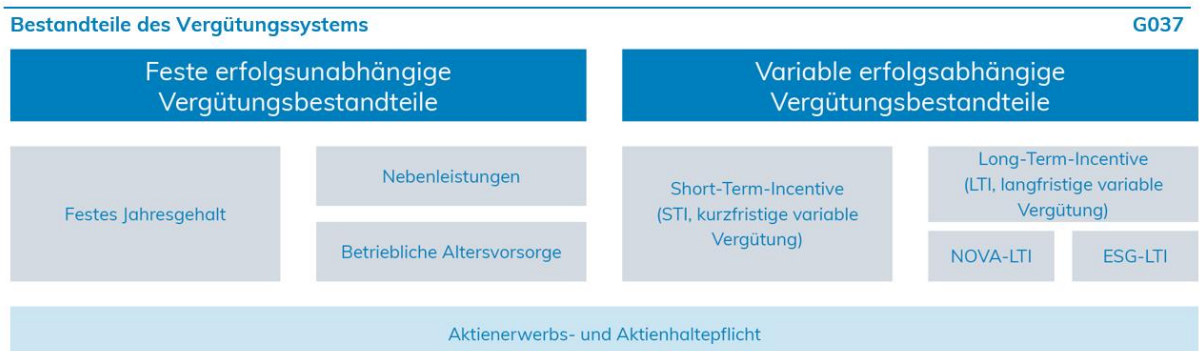 Bestandteile des Vergütungssystems
G037
Feste erfolgsunabhängige
Vergütungsbestandteile
Variable erfolgsabhängige
Vergütungsbestandteile
Festes Jahresgehalt
Nebenleistungen
Betriebliche Altersvorsorge
Short-Term-Incentive
(STI, kurzfristige variable
Vergütung)
Long-Term-Incentive
(LTI, langfristige variable
Vergütung)
NOVA-LTI
ESG-LTI
Aktienerwerbs- und Aktienhaltepflicht